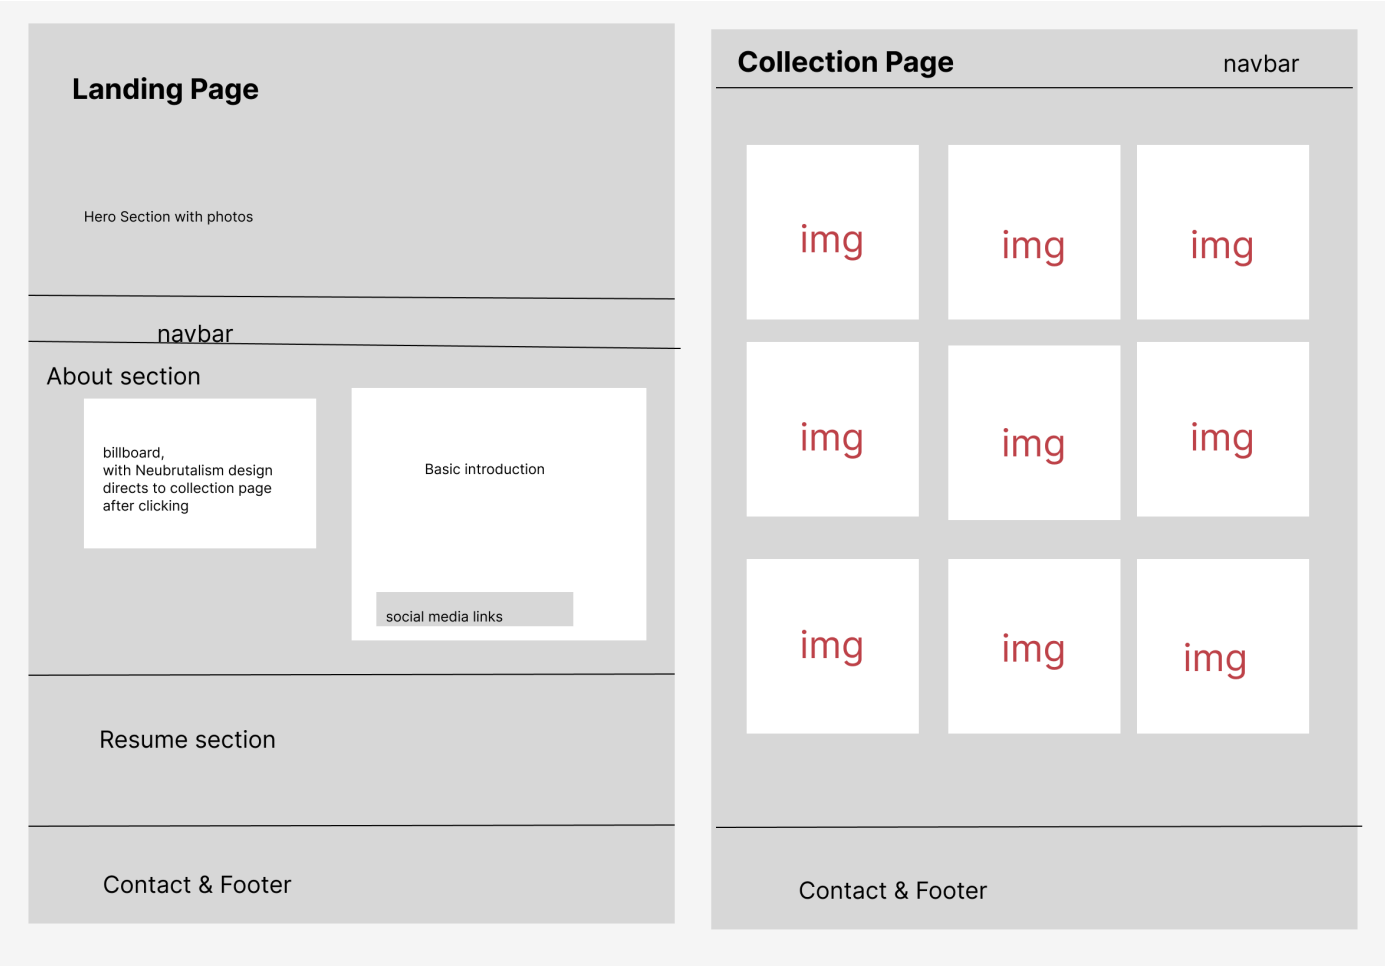 Landing Page
Hero Section with photos
navbar
About section
billboard,
with Neubrutalism design
directs to collection page
after clicking
Basic introduction
social media links
Resume section
Contact & Footer
Collection Page
navbar
img
img
img
img
img
img
img
img
img
Contact & Footer